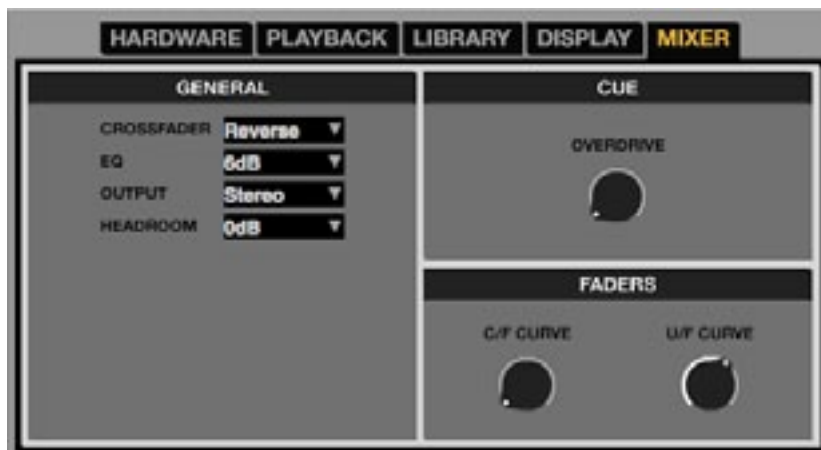 HARDWARE PLAYBACK LIBRARY DISPLAY MIXER
GENERAL
CROSSFADER Reverse
EQ 6dB
OUTPUT Stereo
HEADROOM 0dB
CUE
OVERDRIVE
FADERS
C/F CURVE U/F CURVE